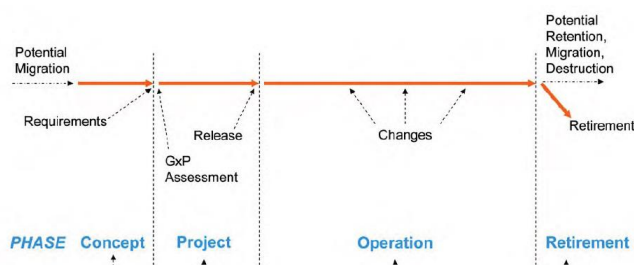 Potential
Migration
Potential
Retention,
Migration,
Destruction
Requirements
Release
Changes
Retirement
GxP
Assessment
PHASE Concept Project Operation Retirement